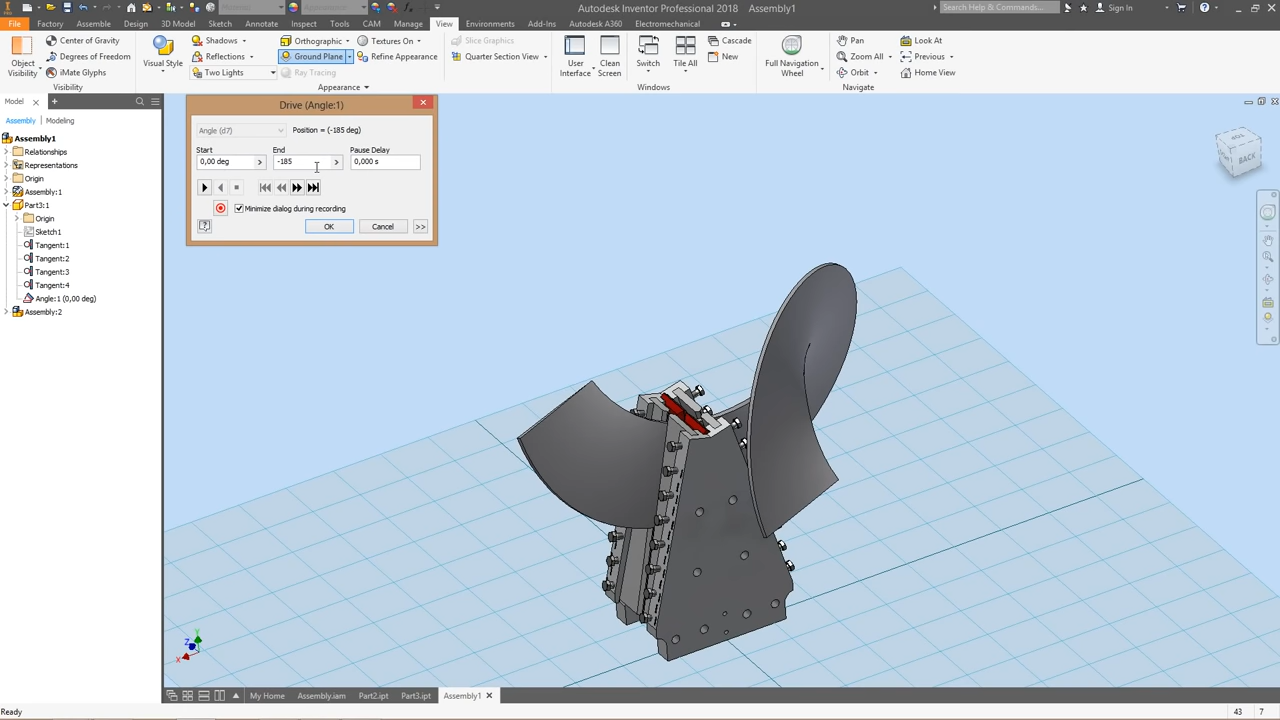 Autodesk Inventor Professional 2018 Assembly1
Search Help & Commands...
Sign In
File Factory Assemble Design 3D Model Sketch Annotate Inspect Tools CAM Manage View Environments Add-Ins Autodesk A360 Electromechanical
Center of Gravity
Degrees of Freedom
iMate Glyphs
Object
Visibility
Visibility
Visual Style
Shadows
Reflections
Two Lights
Orthographic
Ground Plane
Ray Tracing
Textures On
Refine Appearance
Appearance
Slice Graphics
Quarter Section View
User
Interface
Clean
Screen
Switch
Tile All
Cascade
New
Windows
Full Navigation
Wheel
Pan
Zoom All
Orbit
Look At
Previous
Home View
Navigate
Model
Assembly Modeling
Assembly1
Relationships
Representations
Origin
Assembly:1
Part3:1
Origin
Sketch1
Tangent:1
Tangent:2
Tangent:3
Tangent:4
Angle:1 (0,00 deg)
Assembly:2
Drive (Angle:1)
Angle (d7) Position = (-185 deg)
Start End Pause Delay
0,00 deg -185 0,000 s
Minimize dialog during recording
OK Cancel >>
BACK
Z
Y
X
My Home Assembly.iam Part2.ipt Part3.ipt Assembly1
Ready 43 7